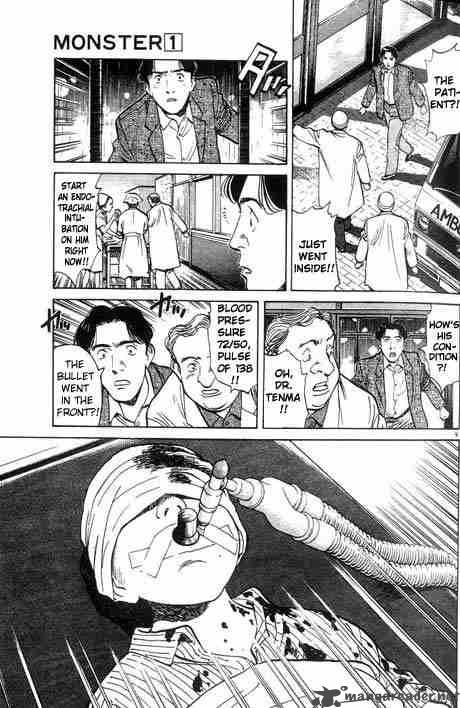 MONSTER 1
THE
PATI-
ENT?!
JUST
WENT
INSIDE!!
AMB
START
AN ENDO-
TRACHIAL
INTU-
BATION
ON HIM
RIGHT
NOW!!
HOW'S
HIS
CON-
DITION
?!
OH,
DR.
TENMA
!!
BLOOD
PRES-
SURE
72/50,
PULSE
OF 138
!!
THE
BULLET
WENT
IN THE
FRONT?!
mangareader.net